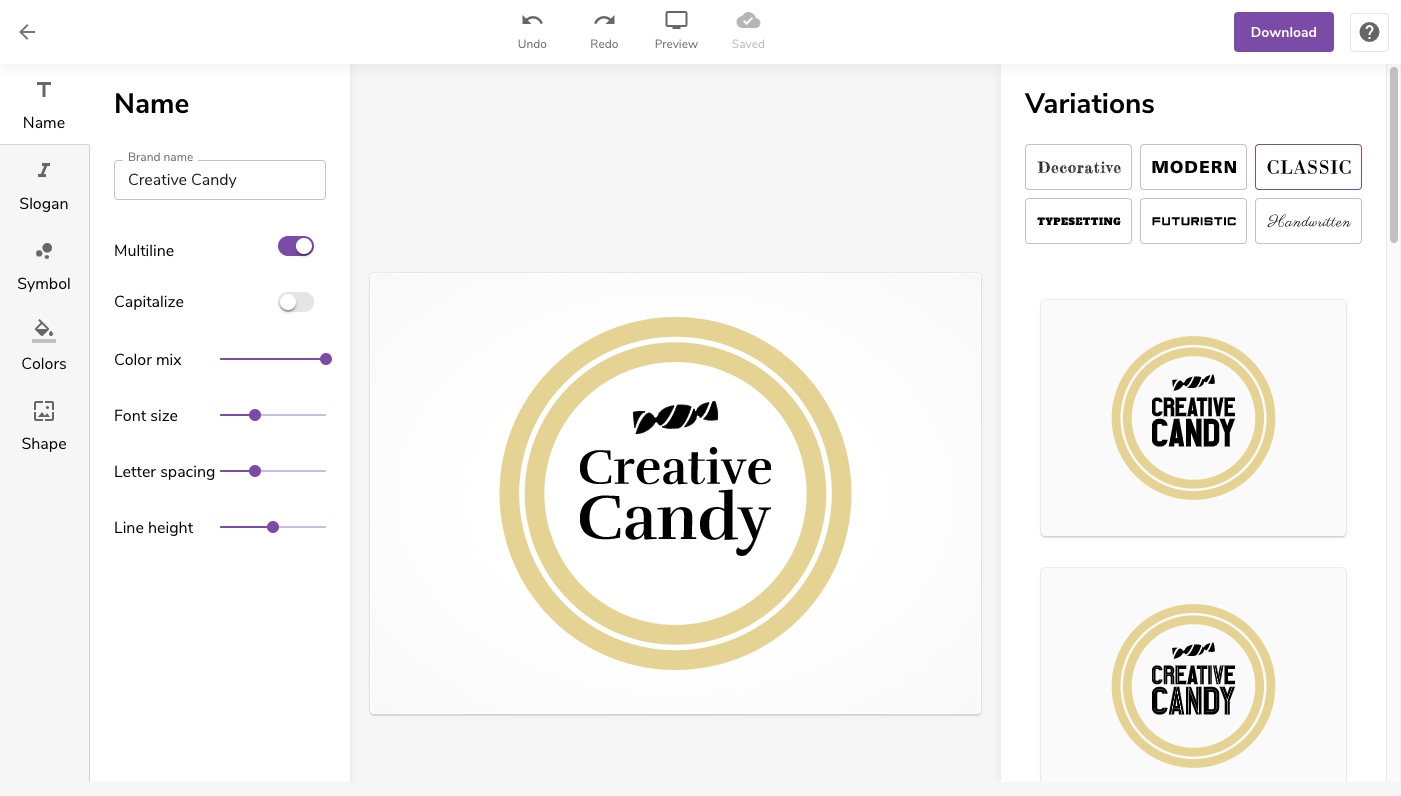 Undo
Redo
Preview
Saved
Download
Name
Slogan
Symbol
Colors
Shape
Name
Brand name
Creative Candy
Multiline
Capitalize
Color mix
Font size
Letter spacing
Line height
Creative
Candy
Variations
Decorative
MODERN
CLASSIC
TYPESETTING
FUTURISTIC
Handwritten
CREATIVE
CANDY
CREATIVE
CANDY